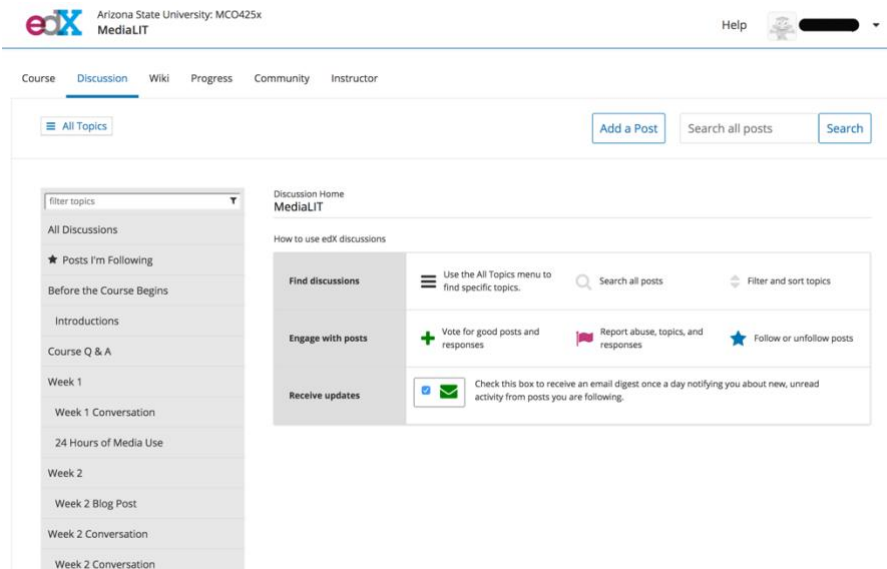 edX
Arizona State University: MCO425x
MediaLIT
Help
Course Discussion Wiki Progress Community Instructor
All Topics
Add a Post
Search all posts
Search
filter topics
All Discussions
Posts I'm Following
Before the Course Begins
Introductions
Course Q & A
Week 1
Week 1 Conversation
24 Hours of Media Use
Week 2
Week 2 Blog Post
Week 2 Conversation
Week 2 Conversation
Discussion Home
MediaLIT
How to use edX discussions
Find discussions
Use the All Topics menu to
find specific topics.
Search all posts
Filter and sort topics
Engage with posts
Vote for good posts and
responses
Report abuse, topics, and
responses
Follow or unfollow posts
Receive updates
Check this box to receive an email digest once a day notifying you about new, unread
activity from posts you are following.